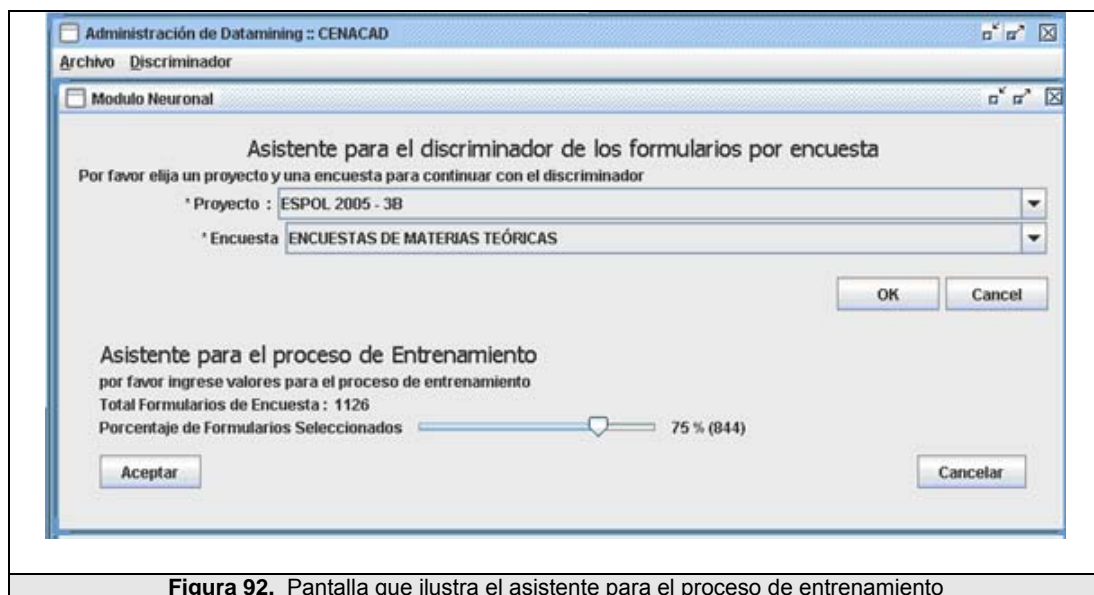 Administración de Datamining :: CENACAD
Archivo Discriminador
Modulo Neuronal
Asistente para el discriminador de los formularios por encuesta
Por favor elija un proyecto y una encuesta para continuar con el discriminador
* Proyecto : ESPOL 2005 - 3B
* Encuesta ENCUESTAS DE MATERIAS TEÓRICAS
OK Cancel
Asistente para el proceso de Entrenamiento
por favor ingrese valores para el proceso de entrenamiento
Total Formularios de Encuesta : 1126
Porcentaje de Formularios Seleccionados 75 % (844)
Aceptar Cancelar
Figura 92. Pantalla que ilustra el asistente para el proceso de entrenamiento